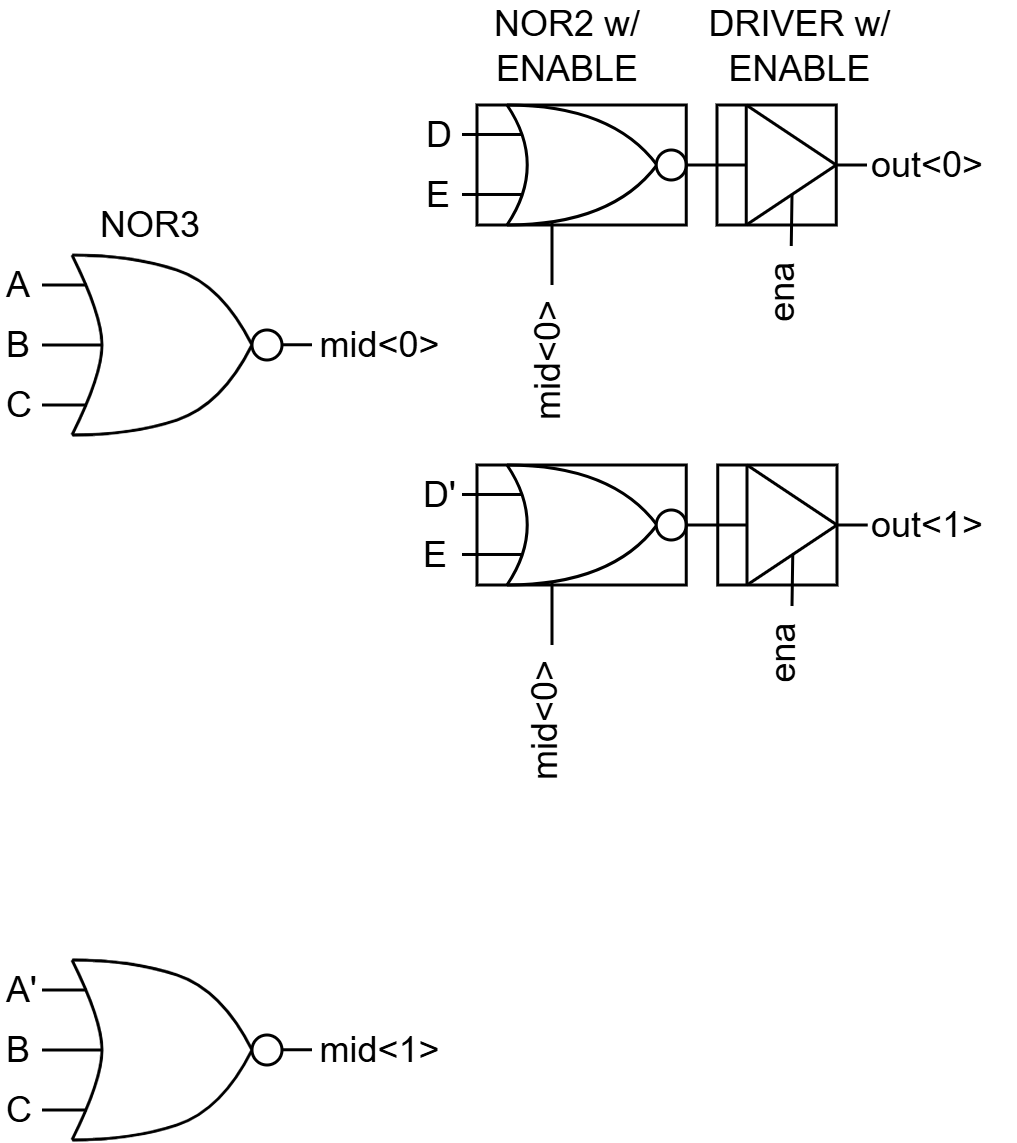 NOR2 w/
ENABLE
DRIVER w/
ENABLE
D
E
out<0>
ena
mid<0>
NOR3
A
B
C
mid<0>
D'
E
out<1>
ena
mid<0>
A'
B
C
mid<1>